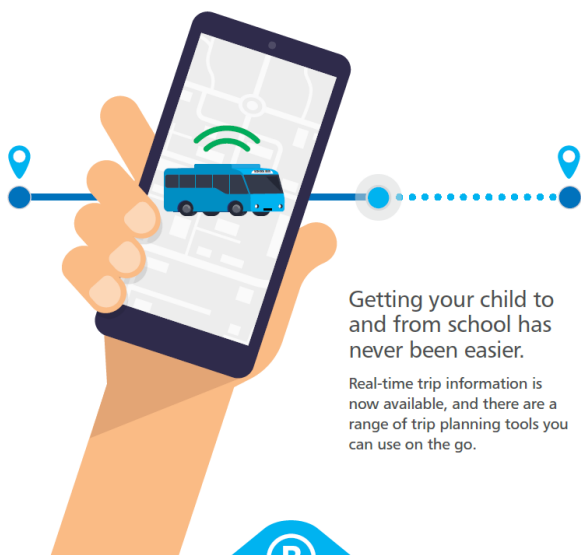 Getting your child to
and from school has
never been easier.
Real-time trip information is
now available, and there are a
range of trip planning tools you
can use on the go.